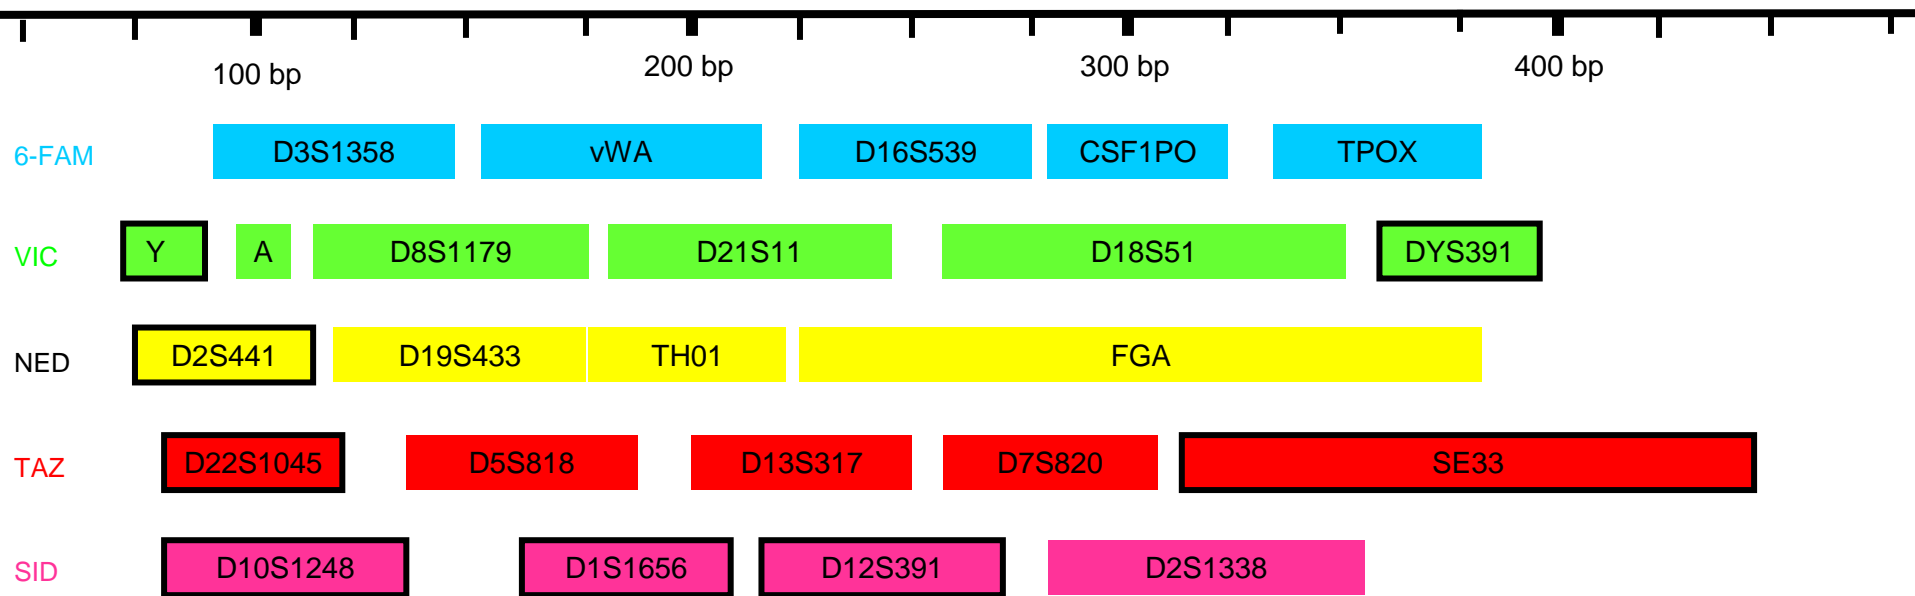 100 bp 200 bp 300 bp 400 bp
6-FAM D3S1358 vWA D16S539 CSF1PO TPOX
VIC Y A D8S1179 D21S11 D18S51 DYS391
NED D2S441 D19S433 TH01 FGA
TAZ D22S1045 D5S818 D13S317 D7S820 SE33
SID D10S1248 D1S1656 D12S391 D2S1338